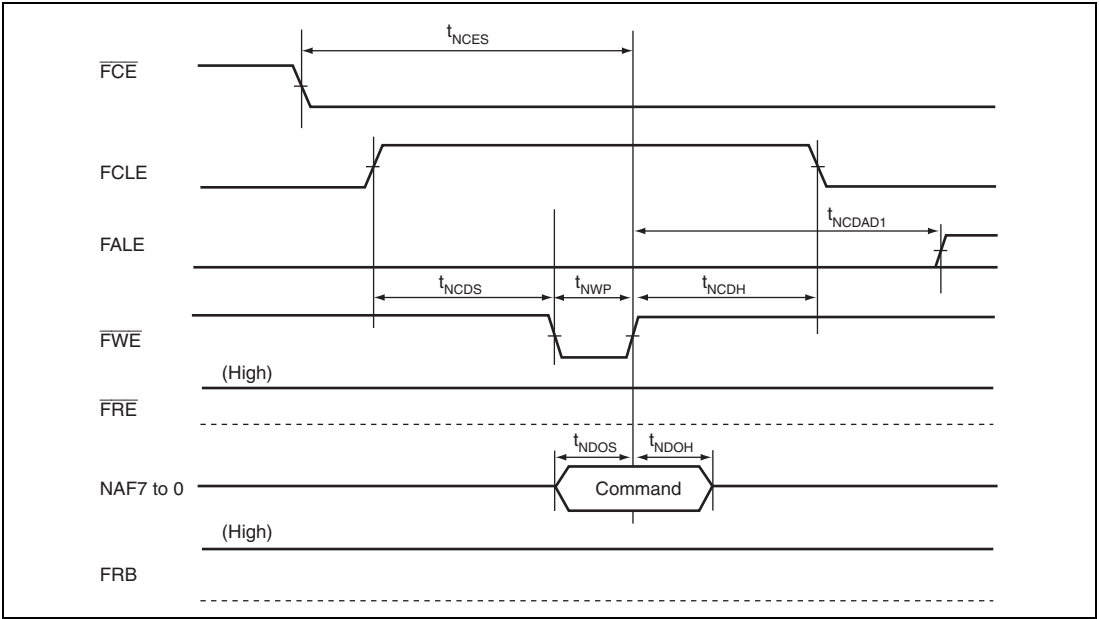 tNCES
FCE
FCLE
tNCDAD1
FALE
tNCDS tNWP tNCDH
FWE
(High)
FRE
tNDOS tNDOH
NAF7 to 0 Command
(High)
FRB